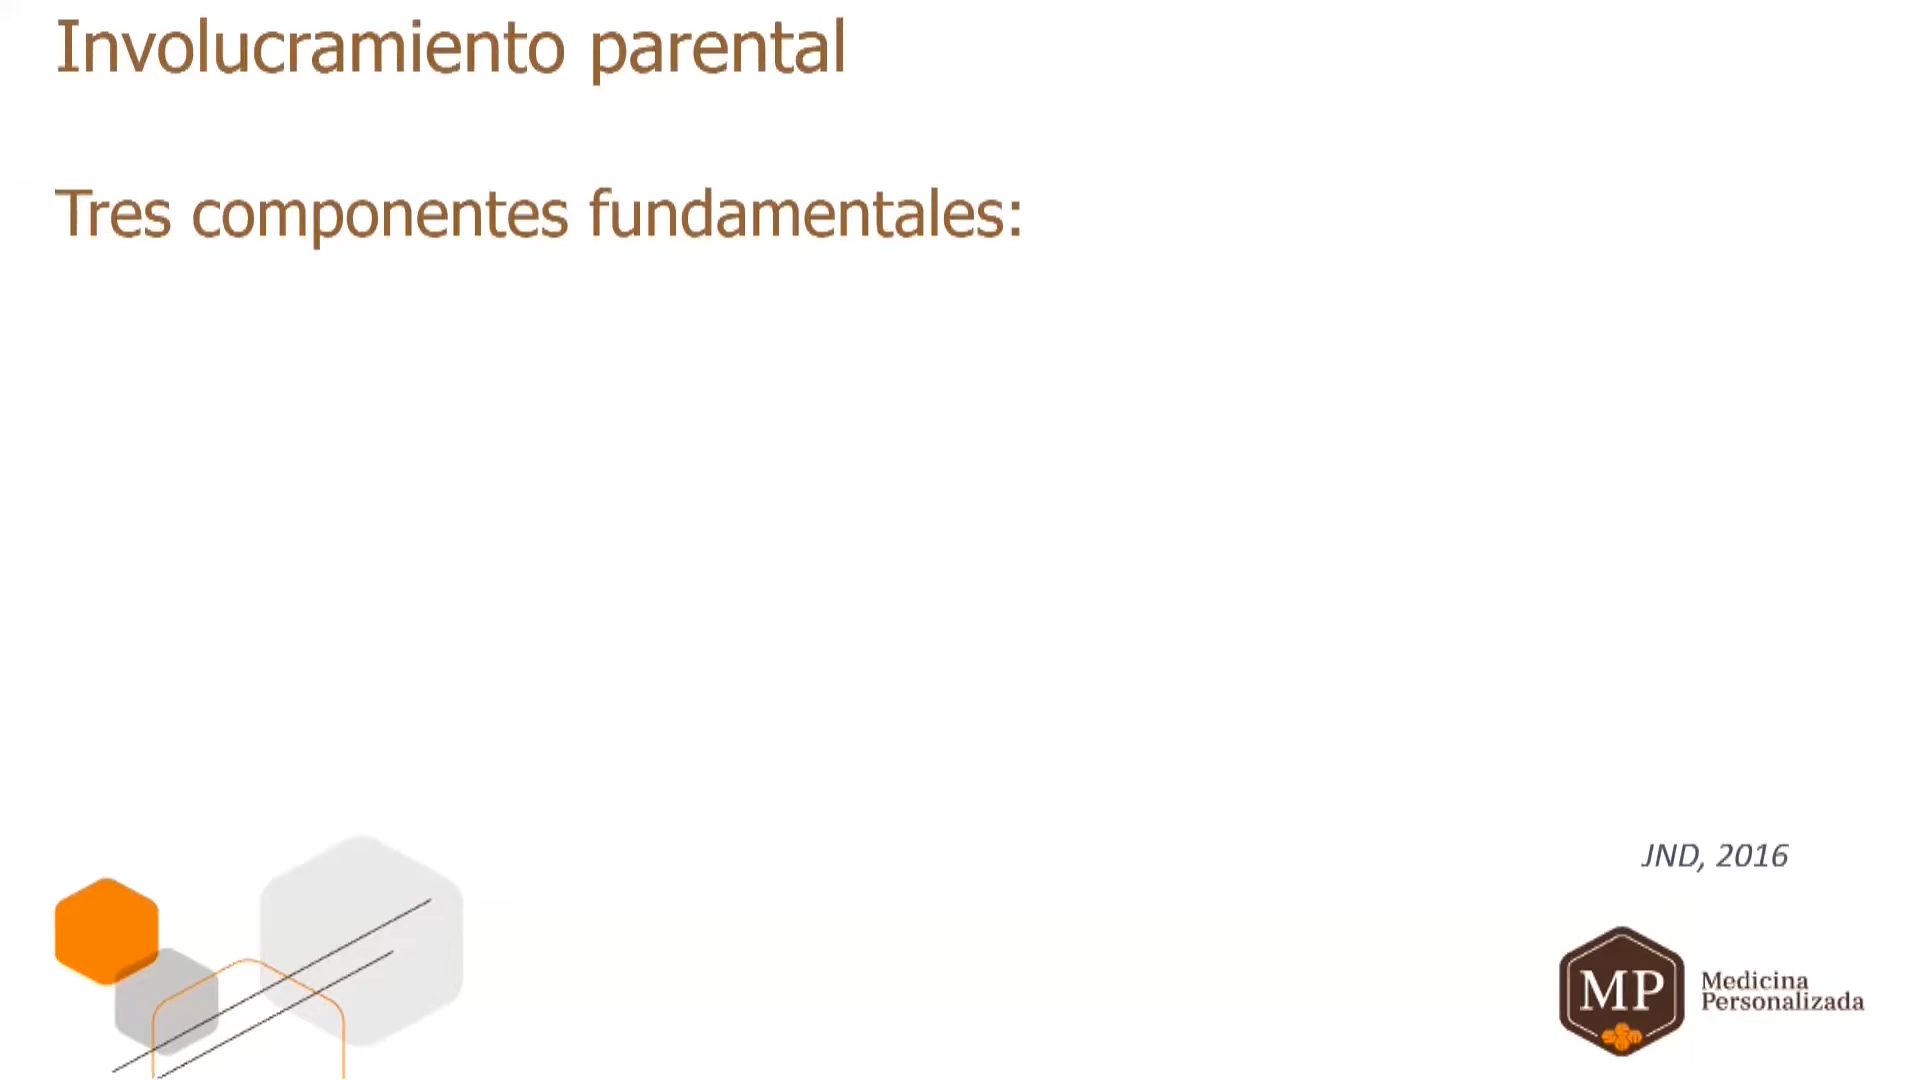 Involucramiento parental
Tres componentes fundamentales:
JND, 2016
MP
Medicina
Personalizada